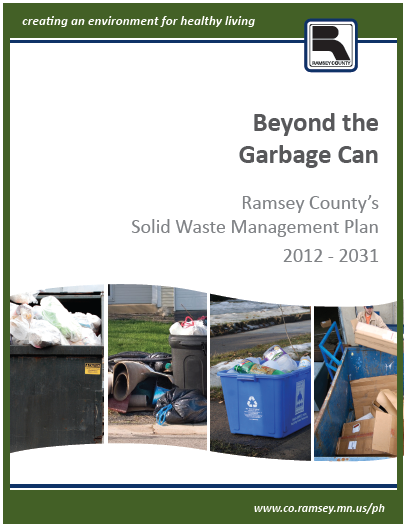 creating an environment for healthy living
RAMSEY COUNTY
Beyond the
Garbage Can
Ramsey County's
Solid Waste Management Plan
2012 - 2031
www.co.ramsey.mn.us/ph